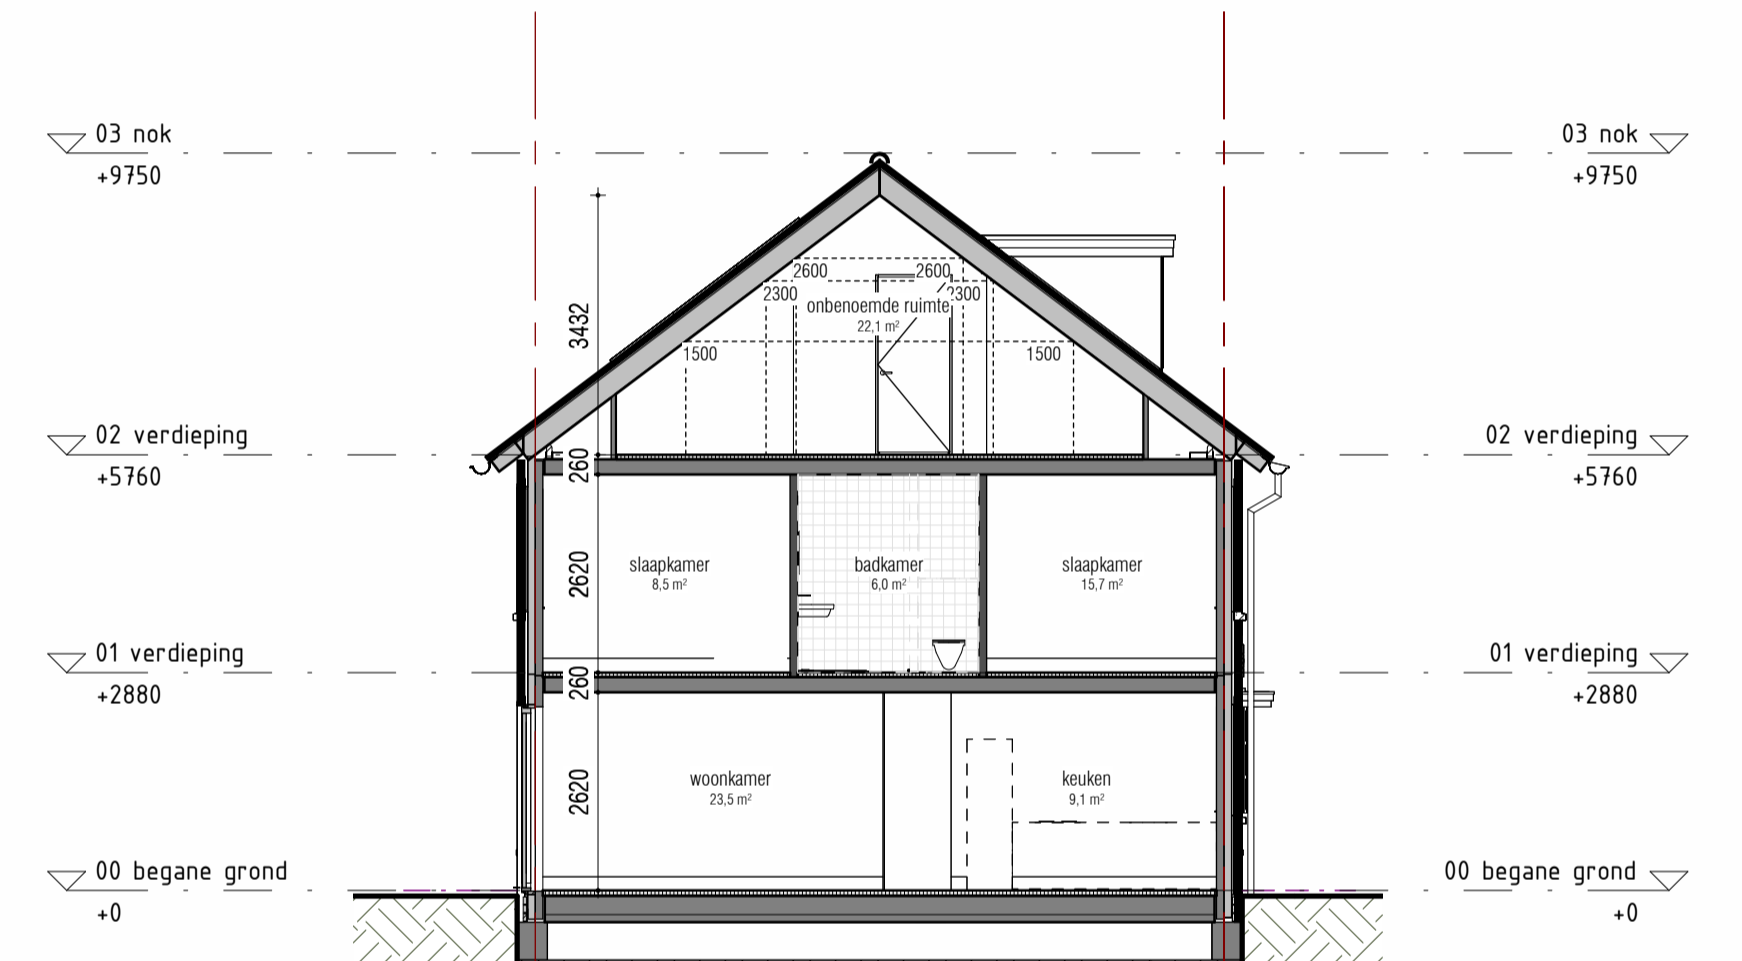 03 nok
03 nok
+9750
+9750
2600
2600
2300
2300
onbenoemde ruimte
22,1 m²
3432
1500
1500
02 verdieping
02 verdieping
260
+5760
+5760
slaapkamer
badkamer
slaapkamer
8,5 m²
6,0 m²
15,7 m²
2620
01 verdieping
01 verdieping
260
+2880
+2880
woonkamer
keuken
23,5 m²
9,1 m²
2620
00 begane grond
00 begane grond
+0
+0